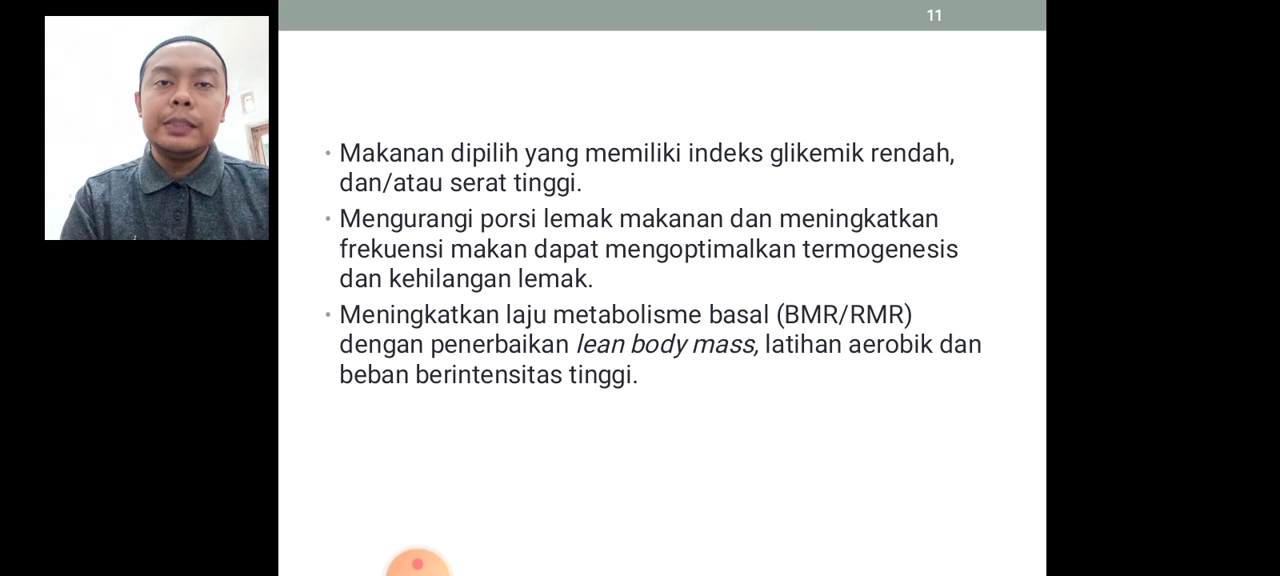 11
• Makanan dipilih yang memiliki indeks glikemik rendah,
dan/atau serat tinggi.
• Mengurangi porsi lemak makanan dan meningkatkan
frekuensi makan dapat mengoptimalkan termogenesis
dan kehilangan lemak.
• Meningkatkan laju metabolisme basal (BMR/RMR)
dengan penerbaikan lean body mass, latihan aerobik dan
beban berintensitas tinggi.